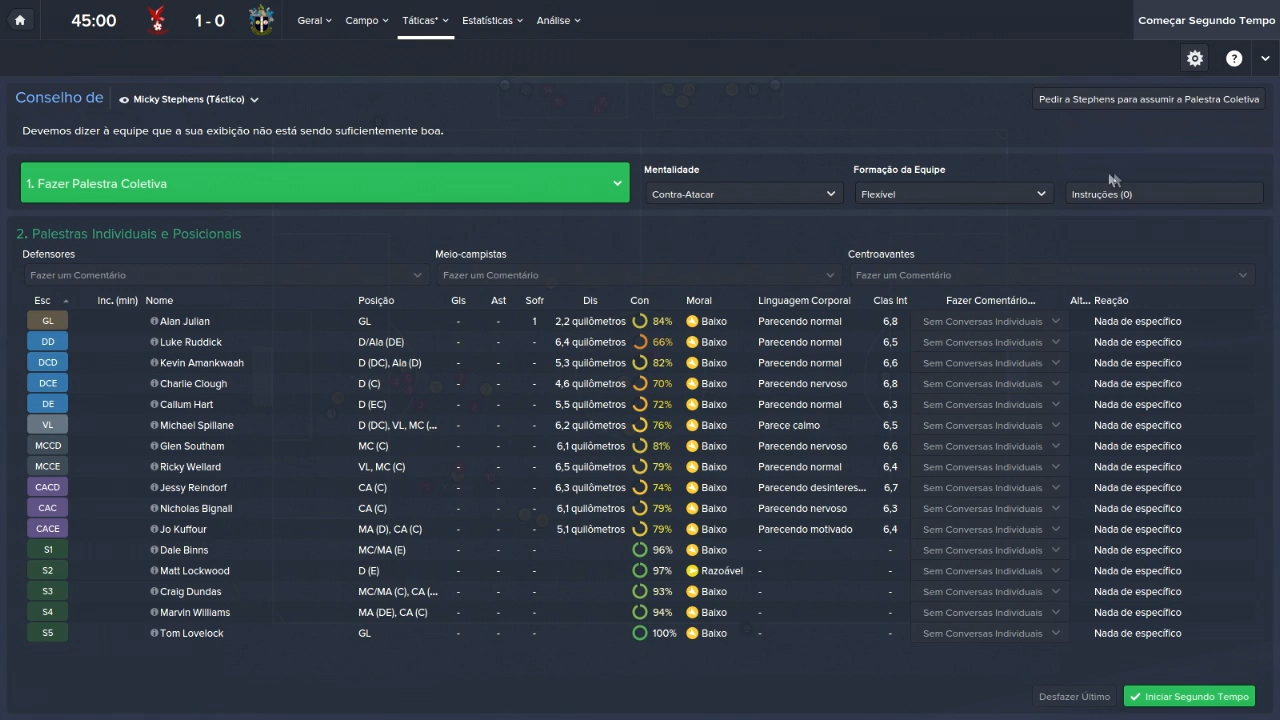 45:00 1 - 0 Geral Campo Táticas* Estatísticas Análise Começar Segundo Tempo
?
Conselho de Micky Stephens (Táctico) Pedir a Stephens para assumir a Palestra Coletiva
Devemos dizer à equipe que a sua exibição não está sendo suficientemente boa.
Mentalidade Formação da Equipe
1. Fazer Palestra Coletiva Contra-Atacar Flexível Instruções (0)
2. Palestras Individuais e Posicionais
Defensores Meio-campistas Centroavantes
Fazer um Comentário Fazer um Comentário Fazer um Comentário
Esc Inc. (min) Nome Posição Gls Ast Sofr Dis Con Moral Linguagem Corporal Clas Int Fazer Comentário... Alt... Reação
GL Alan Julian GL - - 1 2,2 quilômetros 84% Baixo Parecendo normal 6,8 Sem Conversas Individuais Nada de específico
DD Luke Ruddick D/Ala (DE) - - - 6,4 quilômetros 66% Baixo Parecendo normal 6,5 Sem Conversas Individuais Nada de específico
DCD Kevin Amankwaah D (DC), Ala (D) - - - 5,3 quilômetros 82% Baixo Parecendo normal 6,6 Sem Conversas Individuais Nada de específico
DCE Charlie Clough D (C) - - - 4,6 quilômetros 70% Baixo Parecendo nervoso 6,8 Sem Conversas Individuais Nada de específico
DE Callum Hart D (EC) - - - 5,5 quilômetros 72% Baixo Parecendo normal 6,3 Sem Conversas Individuais Nada de específico
VL Michael Spillane D (DC), VL, MC (... - - - 6,2 quilômetros 76% Baixo Parece calmo 6,5 Sem Conversas Individuais Nada de específico
MCCD Glen Southam MC (C) - - - 6,1 quilômetros 81% Baixo Parecendo nervoso 6,6 Sem Conversas Individuais Nada de específico
MCCE Ricky Wellard VL, MC (C) - - - 6,5 quilômetros 79% Baixo Parecendo normal 6,4 Sem Conversas Individuais Nada de específico
CACD Jessy Reindorf CA (C) - - - 6,3 quilômetros 74% Baixo Parecendo desinteres... 6,7 Sem Conversas Individuais Nada de específico
CAC Nicholas Bignall CA (C) - - - 6,1 quilômetros 79% Baixo Parecendo nervoso 6,3 Sem Conversas Individuais Nada de específico
CACE Jo Kuffour MA (D), CA (C) - - - 5,1 quilômetros 79% Baixo Parecendo motivado 6,4 Sem Conversas Individuais Nada de específico
S1 Dale Binns MC/MA (E) - - - 96% Baixo - - Sem Conversas Individuais Nada de específico
S2 Matt Lockwood D (E) - - - 97% Razoável - - Sem Conversas Individuais Nada de específico
S3 Craig Dundas MC/MA (C), CA (... - - - 93% Baixo - - Sem Conversas Individuais Nada de específico
S4 Marvin Williams MA (DE), CA (C) - - - 94% Baixo - - Sem Conversas Individuais Nada de específico
S5 Tom Lovelock GL - - - 100% Baixo - - Sem Conversas Individuais Nada de específico
Desfazer Último Iniciar Segundo Tempo